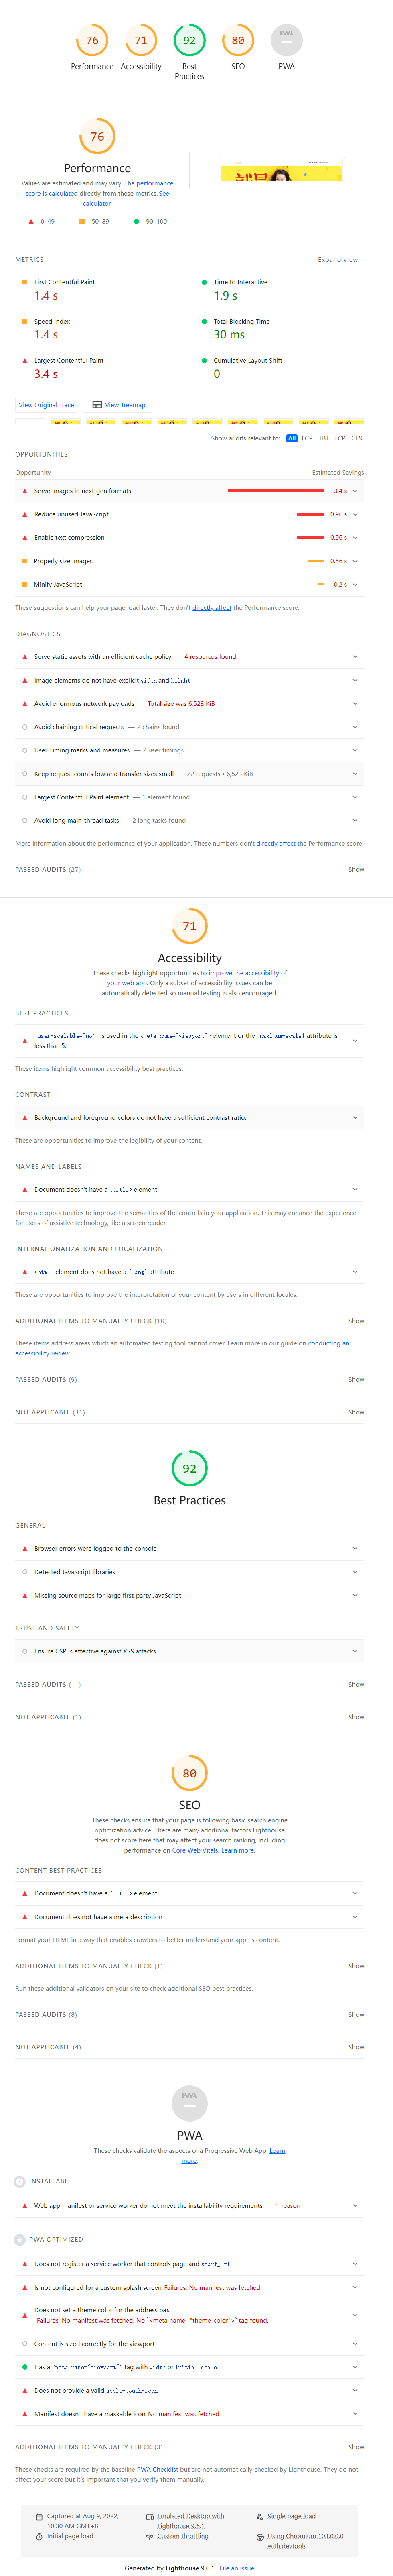 76
71
92
80
PWA
Performance
Accessibility
Best
Practices
SEO
PWA
76
Performance
Values are estimated and may vary. The performance
score is calculated directly from these metrics. See
calculator.
0–49
50–89
90–100
METRICS
Expand view
First Contentful Paint
1.4 s
Time to Interactive
1.9 s
Speed Index
1.4 s
Total Blocking Time
30 ms
Largest Contentful Paint
3.4 s
Cumulative Layout Shift
0
View Original Trace
View Treemap
Show audits relevant to: All FCP TBT LCP CLS
OPPORTUNITIES
Opportunity
Estimated Savings
Serve images in next-gen formats
3.4 s
Reduce unused JavaScript
0.96 s
Enable text compression
0.96 s
Properly size images
0.56 s
Minify JavaScript
0.2 s
These suggestions can help your page load faster. They don't directly affect the Performance score.
DIAGNOSTICS
Serve static assets with an efficient cache policy — 4 resources found
Image elements do not have explicit width and height
Avoid enormous network payloads — Total size was 6,523 KiB
Avoid chaining critical requests — 2 chains found
User Timing marks and measures — 2 user timings
Keep request counts low and transfer sizes small — 22 requests • 6,523 KiB
Largest Contentful Paint element — 1 element found
Avoid long main-thread tasks — 2 long tasks found
More information about the performance of your application. These numbers don't directly affect the Performance score.
PASSED AUDITS (27)
Show
71
Accessibility
These checks highlight opportunities to improve the accessibility of
your web app. Only a subset of accessibility issues can be
automatically detected so manual testing is also encouraged.
BEST PRACTICES
[user-scalable="no"] is used in the <meta name="viewport"> element or the [maximum-scale] attribute is
less than 5.
These items highlight common accessibility best practices.
CONTRAST
Background and foreground colors do not have a sufficient contrast ratio.
These are opportunities to improve the legibility of your content.
NAMES AND LABELS
Document doesn't have a <title> element
These are opportunities to improve the semantics of the controls in your application. This may enhance the experience
for users of assistive technology, like a screen reader.
INTERNATIONALIZATION AND LOCALIZATION
<html> element does not have a [lang] attribute
These are opportunities to improve the interpretation of your content by users in different locales.
ADDITIONAL ITEMS TO MANUALLY CHECK (10)
Show
These items address areas which an automated testing tool cannot cover. Learn more in our guide on conducting an
accessibility review.
PASSED AUDITS (9)
Show
NOT APPLICABLE (31)
Show
92
Best Practices
GENERAL
Browser errors were logged to the console
Detected JavaScript libraries
Missing source maps for large first-party JavaScript
TRUST AND SAFETY
Ensure CSP is effective against XSS attacks
PASSED AUDITS (11)
Show
NOT APPLICABLE (1)
Show
80
SEO
These checks ensure that your page is following basic search engine
optimization advice. There are many additional factors Lighthouse
does not score here that may affect your search ranking, including
performance on Core Web Vitals. Learn more.
CONTENT BEST PRACTICES
Document doesn't have a <title> element
Document does not have a meta description
Format your HTML in a way that enables crawlers to better understand your app's content.
ADDITIONAL ITEMS TO MANUALLY CHECK (1)
Show
Run these additional validators on your site to check additional SEO best practices.
PASSED AUDITS (8)
Show
NOT APPLICABLE (4)
Show
PWA
PWA
These checks validate the aspects of a Progressive Web App. Learn
more.
INSTALLABLE
Web app manifest or service worker do not meet the installability requirements — 1 reason
PWA OPTIMIZED
Does not register a service worker that controls page and start_url
Is not configured for a custom splash screen Failures: No manifest was fetched.
Does not set a theme color for the address bar.
Failures: No manifest was fetched, No `<meta name="theme-color">` tag found.
Content is sized correctly for the viewport
Has a <meta name="viewport"> tag with width or initial-scale
Does not provide a valid apple-touch-icon
Manifest doesn't have a maskable icon No manifest was fetched
ADDITIONAL ITEMS TO MANUALLY CHECK (3)
Show
These checks are required by the baseline PWA Checklist but are not automatically checked by Lighthouse. They do not
affect your score but it's important that you verify them manually.
Captured at Aug 9, 2022,
10:30 AM GMT+8
Emulated Desktop with
Lighthouse 9.6.1
Single page load
Initial page load
Custom throttling
Using Chromium 103.0.0.0
with devtools
Generated by Lighthouse 9.6.1 | File an issue